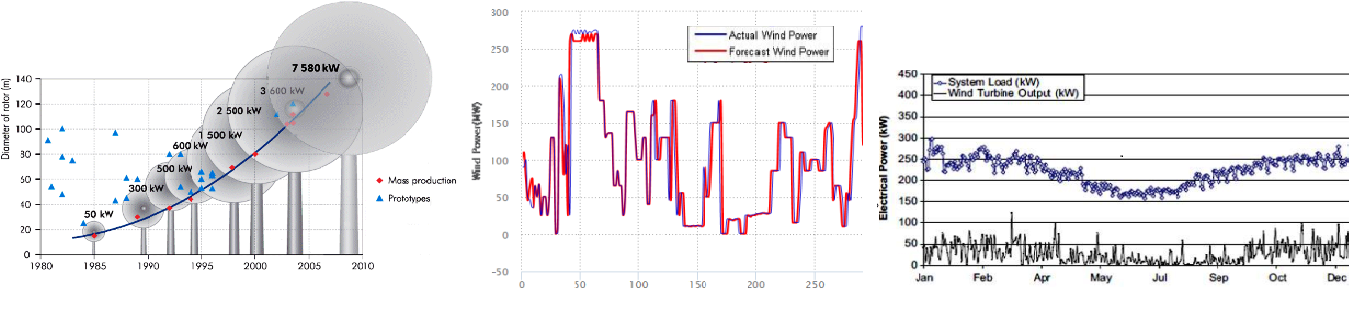 Diameter of rotor (m)
140
120
100
80
60
40
20
0
1980
1985
1990
1995
2000
2005
2010
50 kW
300 kW
500 kW
600 kW
1 500 kW
2 500 kW
3 600 kW
7 580 kW
Mass production
Prototypes
Wind Power(MW)
300
250
200
150
100
50
0
-50
0
50
100
150
200
250
Actual Wind Power
Forecast Wind Power
Electrical Power (kW)
450
400
350
300
250
200
150
100
50
0
Jan
Feb
Apr
May
Jul
Sep
Oct
Dec
System Load (kW)
Wind Turbine Output (kW)